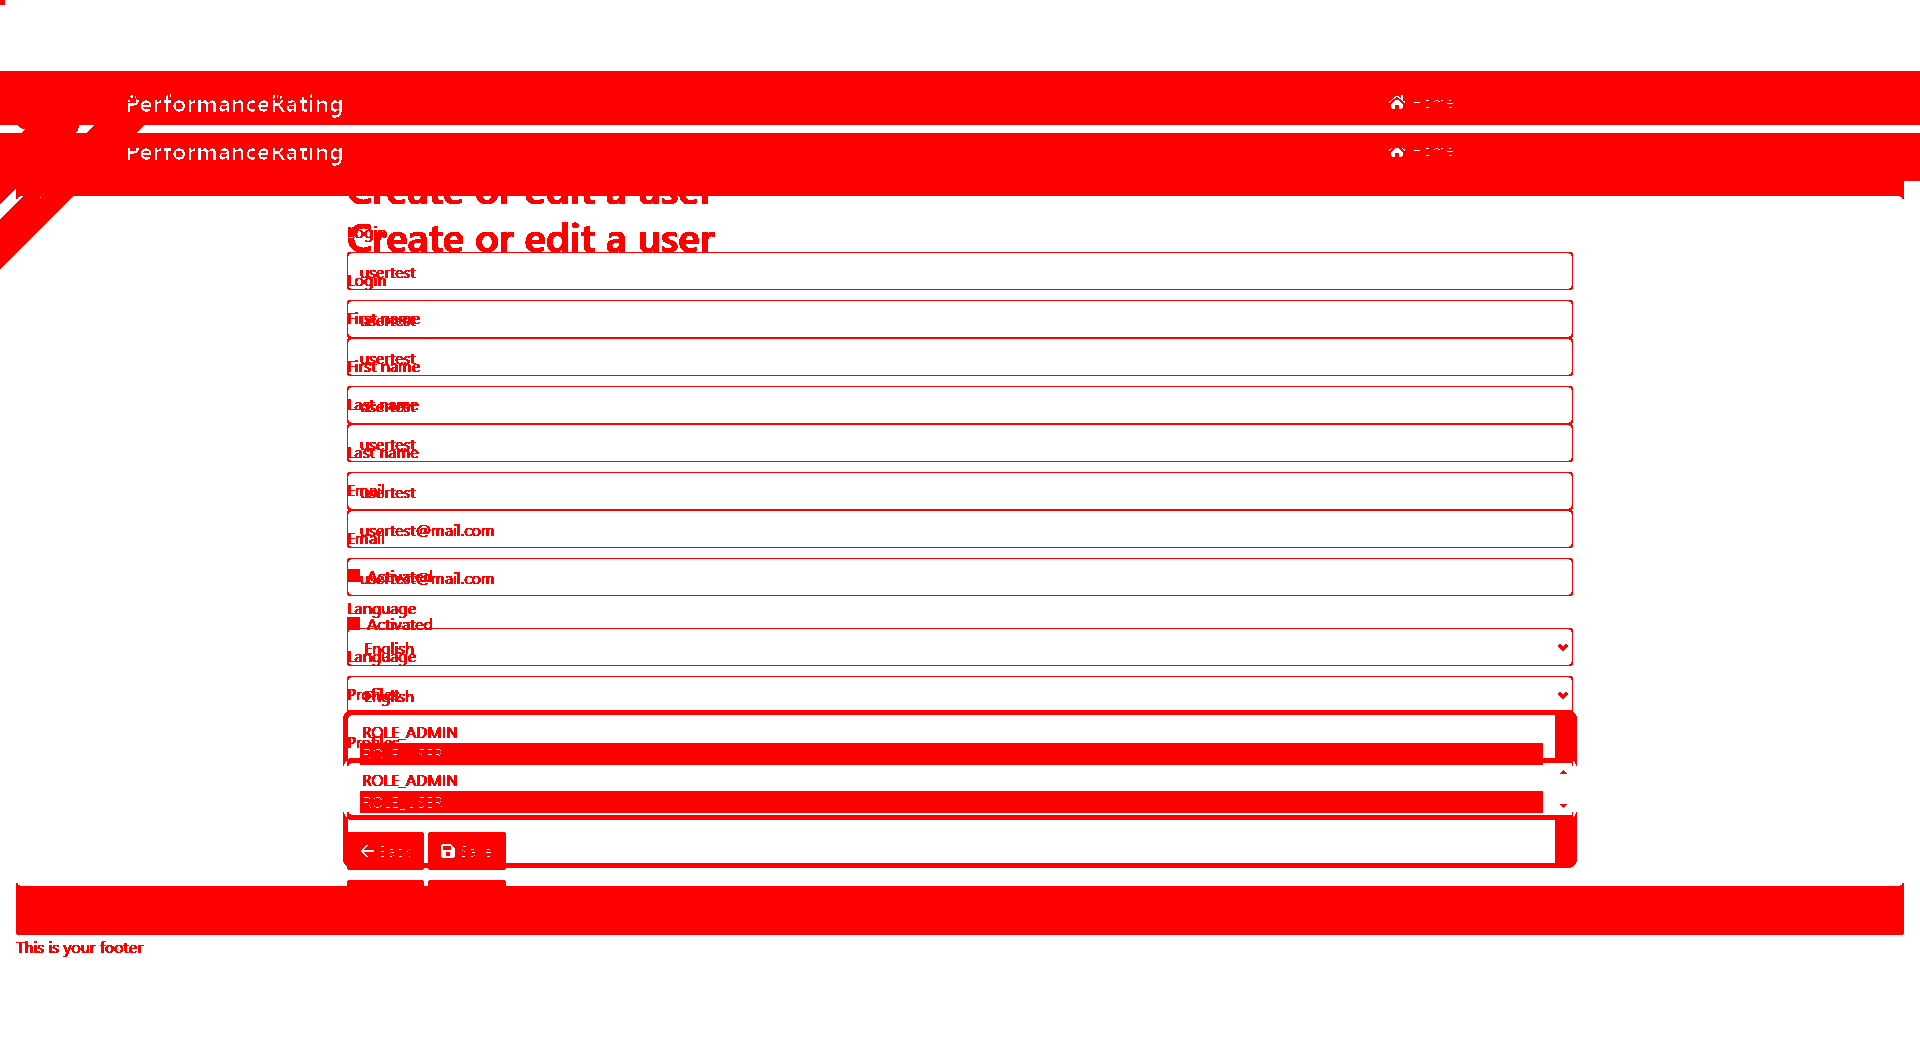 PerformanceRating Home
PerformanceRating Home
Create or edit a user
Create or edit a user
Login
usertest
Login
First name
usertest
usertest
First name
Last name
usertest
usertest
Last name
Email
usertest
usertest@mail.com
Email
Activated
usertest@mail.com
Language
Activated
English
Language
Profiles
English
ROLE_ADMIN
Profiles
ROLE_USER
ROLE_ADMIN
ROLE_USER
Back Save
This is your footer